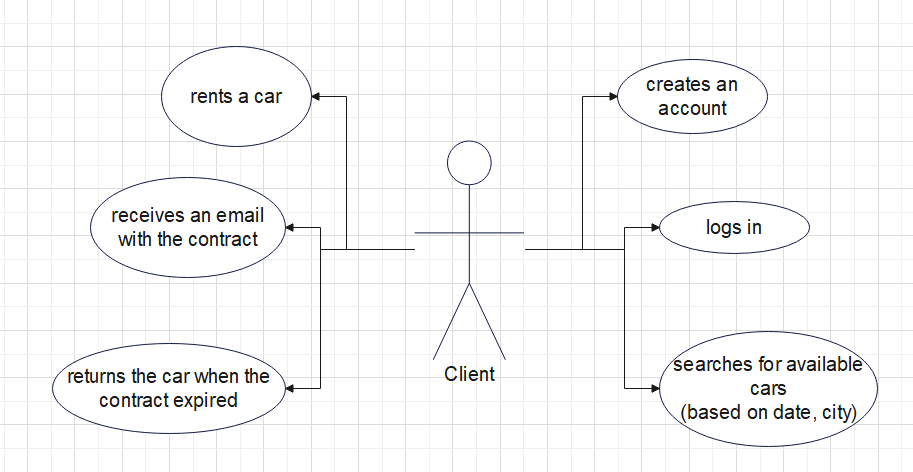 rents a car
receives an email
with the contract
returns the car when the
contract expired
Client
creates an
account
logs in
searches for available
cars
(based on date, city)